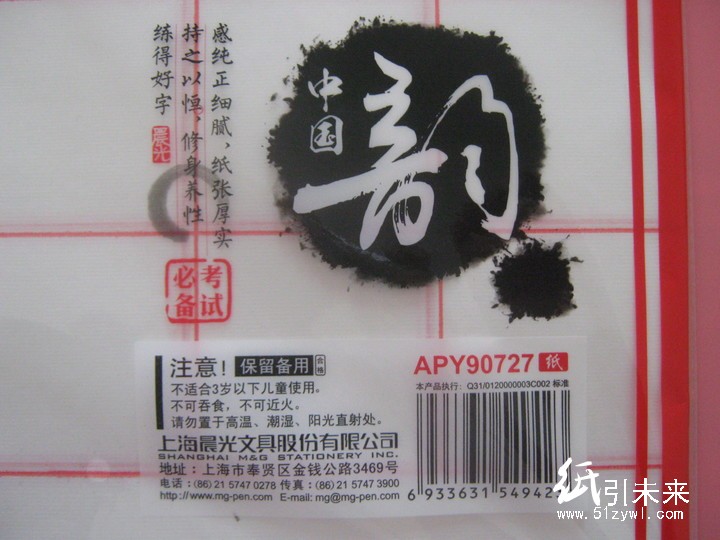 感纯正细腻，纸张厚实
持之以恒，修身养性
练得好字
晨光
中国
韵
考试
必备
注意！ 保留备用 合格
不适合3岁以下儿童使用。
不可吞食，不可近火。
请勿置于高温、潮湿、阳光直射处。
上海晨光文具股份有限公司
SHANGHAI M&G STATIONERY INC.
地址：上海市奉贤区金钱公路3469号
电话：(86) 21 5747 0278 传真：(86) 21 5747 3900
http://www.mg-pen.com E-mail: mg@mg-pen.com
APY90727 纸
本产品执行：Q31/0120000003C002 标准
6 933631 54942
纸引未来
www.51zywl.com